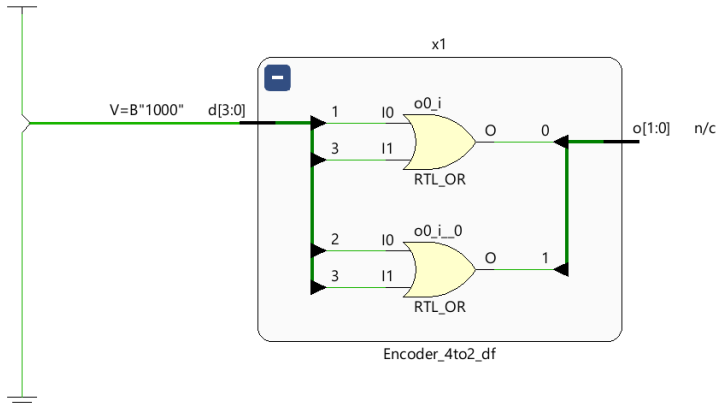 x1
V=B"1000" d[3:0]
1 I0 o0_i
O 0 o[1:0] n/c
3 I1
RTL_OR
2 I0 o0_i__0
O 1
3 I1
RTL_OR
Encoder_4to2_df